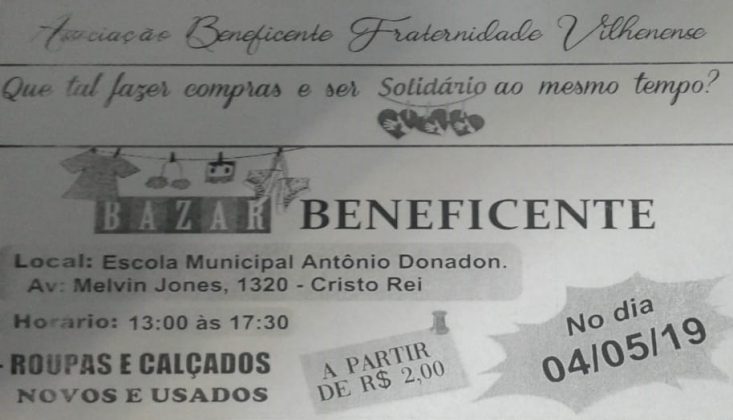 Associação Beneficente Fraternidade Vilhenense
Que tal fazer compras e ser Solidário ao mesmo tempo?
BAZAR BENEFICENTE
Local: Escola Municipal Antônio Donadon.
Av: Melvin Jones, 1320 - Cristo Rei
Horario: 13:00 às 17:30
No dia
04/05/19
- ROUPAS E CALÇADOS
NOVOS E USADOS
A PARTIR
DE R$ 2,00